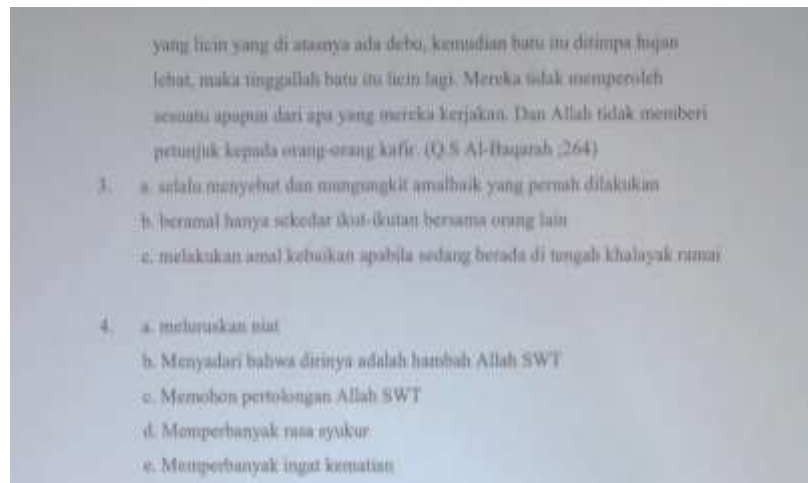 yang licin yang di atasnya ada debu, kemudian batu itu ditimpa hujan
lebat, maka tinggallah batu itu licin lagi. Mereka tidak memperoleh
sesuatu apapun dari apa yang mereka kerjakan. Dan Allah tidak memberi
petunjuk kepada orang-orang kafir. (Q.S Al-Baqarah ;264)
3. a. selalu menyebut dan mengungkit amalbaik yang pernah dilakukan
b. beramal hanya sekedar ikut-ikutan bersama orang lain
c. melakukan amal kebaikan apabila sedang berada di tengah khalayak ramai
4. a. meluruskan niat
b. Menyadari bahwa dirinya adalah hambah Allah SWT
c. Memohon pertolongan Allah SWT
d. Memperbanyak rasa syukur
e. Memperbanyak ingat kematian